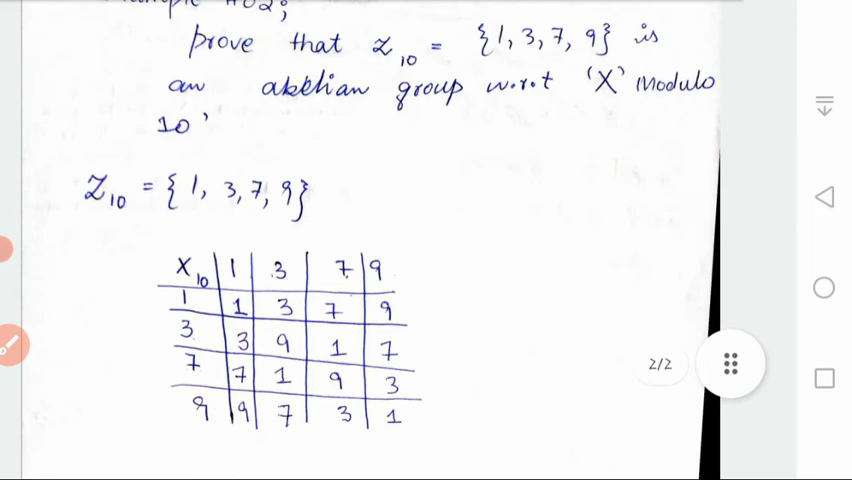 Example #02;
prove that Z10 = {1, 3, 7, 9} is
an abelian group w.r.t 'X' Modulo
10'
Z10 = {1, 3, 7, 9}
X10 1 3 7 9
1 1 3 7 9
3 3 9 1 7
7 7 1 9 3
9 9 7 3 1
2/2